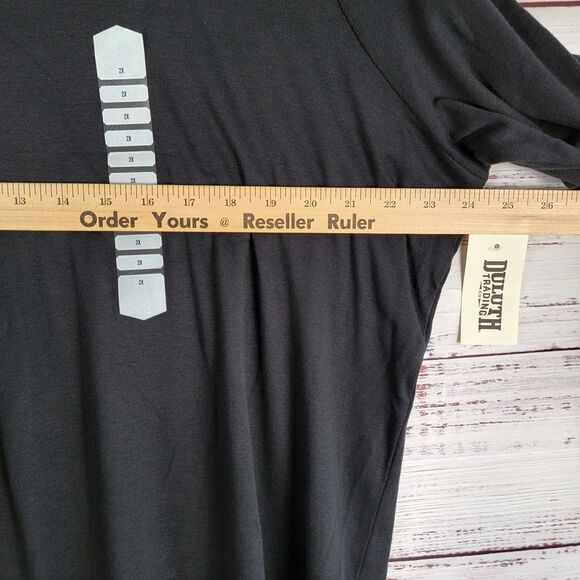 2X
2X
2X
2X
2X
2X
13 14 15 16 17 18 19 20 21 22 23 24 25 26
Order Yours @ Reseller Ruler
2X
2X
2X
DULUTH
TRADING